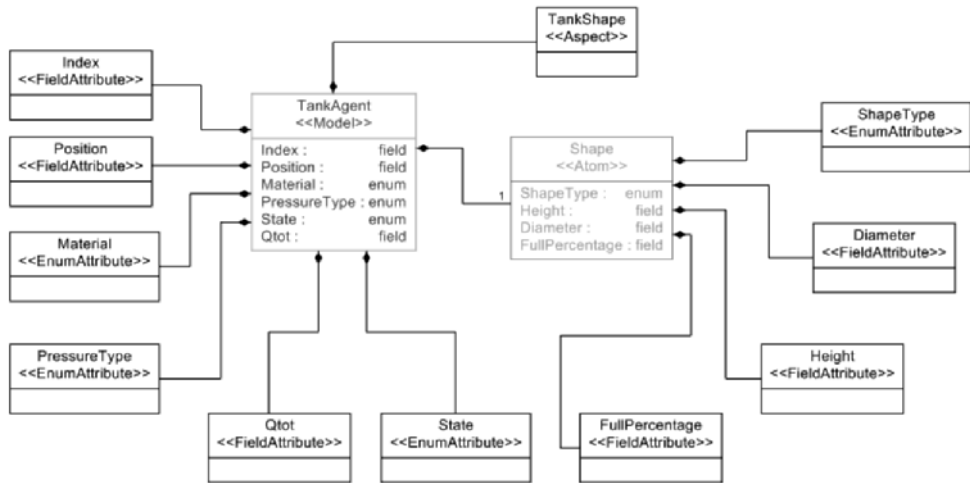 TankShape
<<Aspect>>
Index
<<FieldAttribute>>
TankAgent
<<Model>>
Index : field
Position : field
Material : enum
PressureType : enum
State : enum
Qtot : field
ShapeType
<<EnumAttribute>>
Position
<<FieldAttribute>>
Shape
<<Atom>>
ShapeType : enum
Height : field
Diameter : field
FullPercentage : field
1
Material
<<EnumAttribute>>
Diameter
<<FieldAttribute>>
PressureType
<<EnumAttribute>>
Height
<<FieldAttribute>>
Qtot
<<FieldAttribute>>
State
<<EnumAttribute>>
FullPercentage
<<FieldAttribute>>